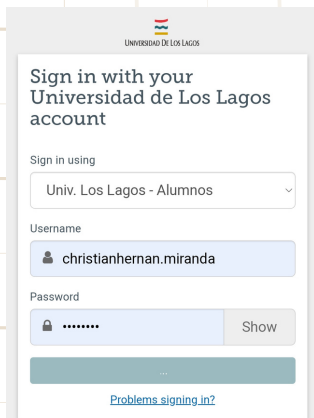 UNIVERSIDAD DE LOS LAGOS
Sign in with your
Universidad de Los Lagos
account
Sign in using
Univ. Los Lagos - Alumnos
Username
christianhernan.miranda
Password
••••••••
Show
...
Problems signing in?